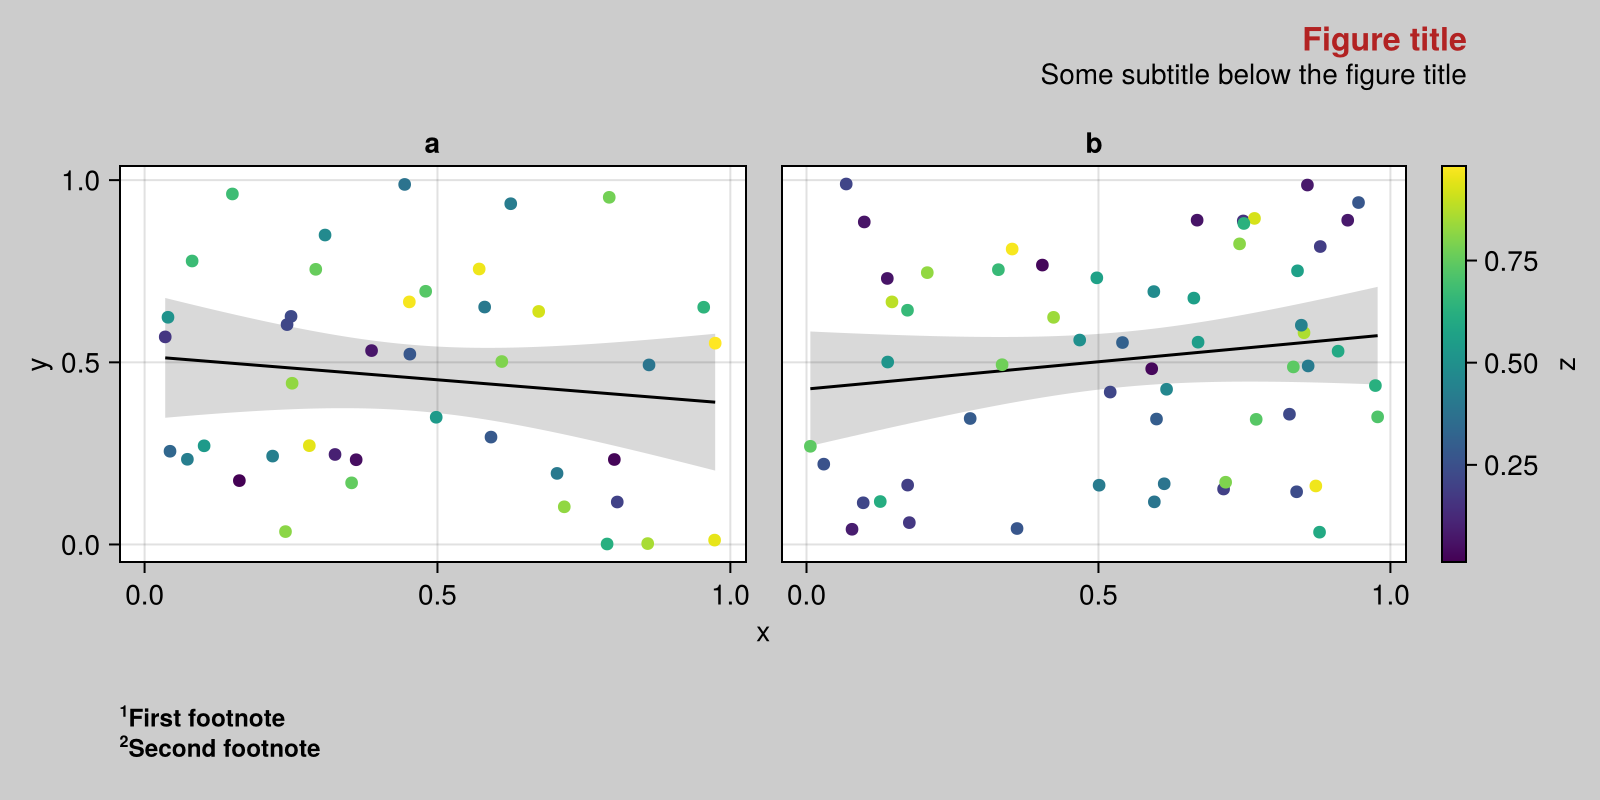 Figure title
Some subtitle below the figure title
a
b
1.0
0.5
0.0
y
0.0
0.5
1.0
0.0
0.5
1.0
x
0.75
0.50
0.25
z
¹First footnote
²Second footnote